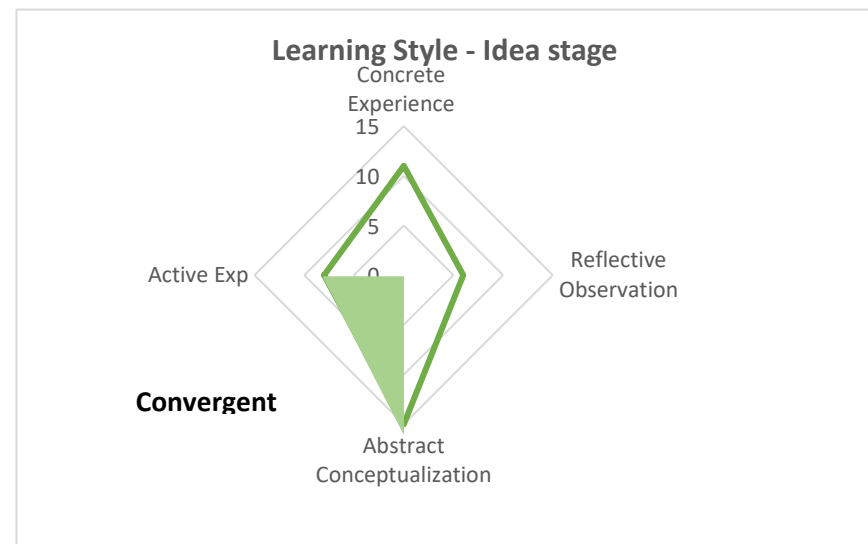 Learning Style - Idea stage
Concrete
Experience
15
10
5
0
Active Exp
Reflective
Observation
Convergent
Abstract
Conceptualization